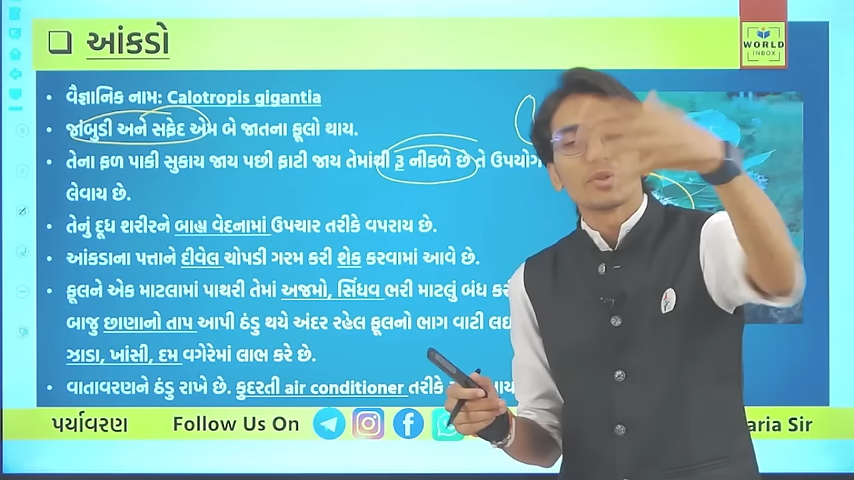 ❑ આંકડો
WORLD
INBOX
• વૈજ્ઞાનિક નામ: Calotropis gigantia
• જાંબુડી અને સફેદ એમ બે જાતના ફૂલો થાય.
• તેના ફળ પાકી સુકાય જાય પછી ફાટી જાય તેમાંથી રૂ નીકળે છે તે ઉપયોગ
લેવાય છે.
• તેનું દૂધ શરીરને બાહ્ય વેદનામાં ઉપચાર તરીકે વપરાય છે.
• આંકડાના પત્તાને દીવેલ ચોપડી ગરમ કરી શેક કરવામાં આવે છે.
• ફૂલને એક માટલામાં પાથરી તેમાં અજમો, સિંધવ ભરી માટલું બંધ
બાજુ છાણાનો તાપ આપી ઠંડુ થયે અંદર રહેલ ફૂલનો ભાગ વાટી
ઝાડા, ખાંસી, દમ વગેરેમાં લાભ કરે છે.
• વાતાવરણને ઠંડુ રાખે છે. કુદરતી air conditioner તરીકે
પર્યાવરણ Follow Us On aria Sir